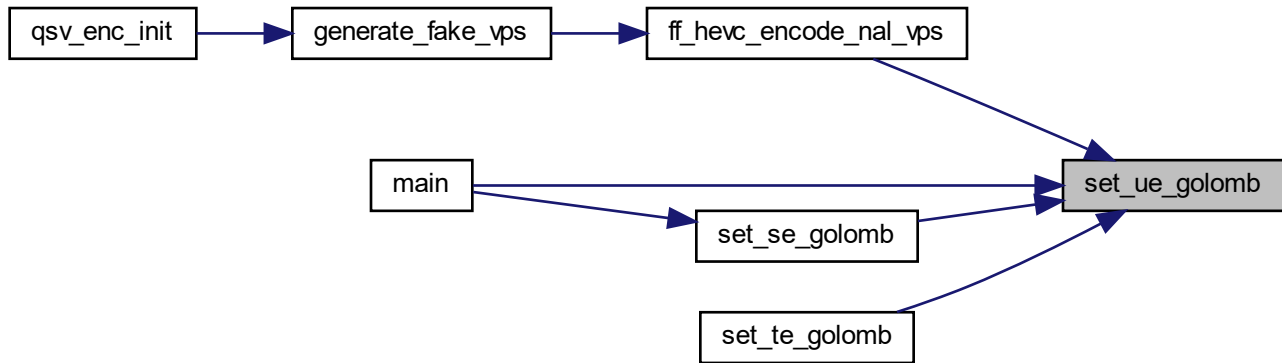 qsv_enc_init
generate_fake_vps
ff_hevc_encode_nal_vps
main
set_ue_golomb
set_se_golomb
set_te_golomb